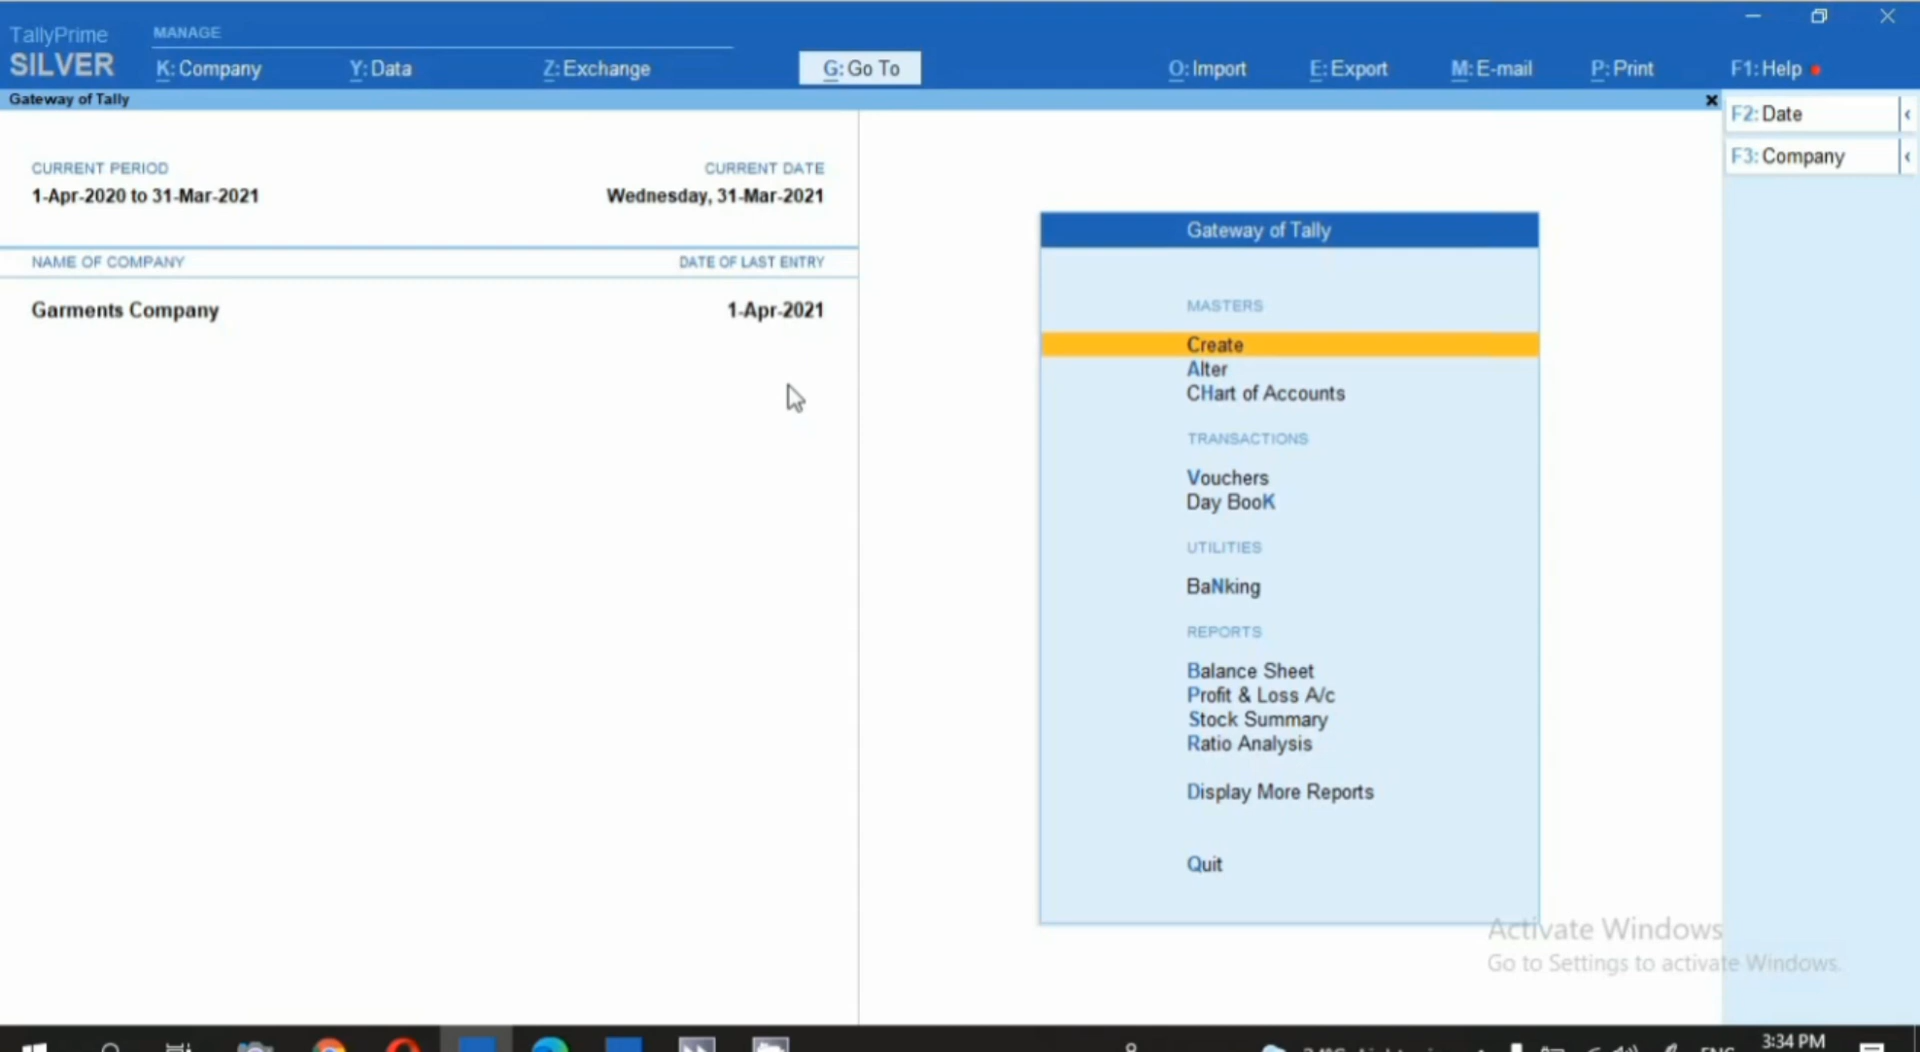 TallyPrime
SILVER
MANAGE
K: Company
Y: Data
Z: Exchange
G: Go To
O: Import
E: Export
M: E-mail
P: Print
F1: Help
Gateway of Tally
F2: Date
F3: Company
CURRENT PERIOD
1-Apr-2020 to 31-Mar-2021
CURRENT DATE
Wednesday, 31-Mar-2021
NAME OF COMPANY
DATE OF LAST ENTRY
Garments Company
1-Apr-2021
Gateway of Tally
MASTERS
Create
Alter
CHart of Accounts
TRANSACTIONS
Vouchers
Day BooK
UTILITIES
BaNking
REPORTS
Balance Sheet
Profit & Loss A/c
Stock Summary
Ratio Analysis
Display More Reports
Quit
Activate Windows
Go to Settings to activate Windows.
3:34 PM